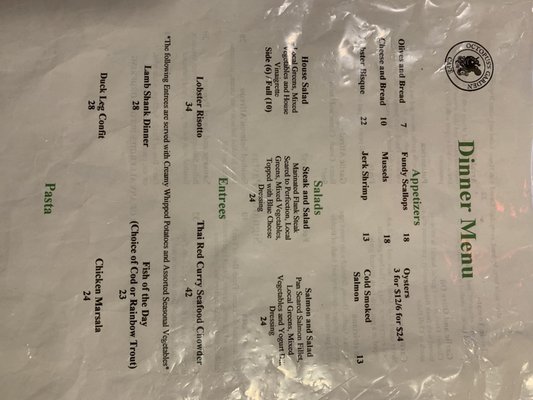 OCTOPUS' GARDEN
CAFE
Dinner Menu
Appetizers
Olives and Bread 7
Fundy Scallops 18
Oysters
3 for $12/6 for $24
Cheese and Bread 10
Mussels 18
Bisque 22
Jerk Shrimp 13
Cold Smoked
Salmon 13
Salads
House Salad
Local Greens, Mixed
Vegetables and House
Vinaigrette
Side (6) / Full (10)
Steak and Salad
Marinated Flank Steak
Seared to Perfection, Local
Greens, Mixed Vegetables,
Topped with Blue Cheese
Dressing
24
Salmon and Salad
Pan Seared Salmon Fillet,
Local Greens, Mixed
Vegetables and Yogurt
Dressing
24
Entrees
Lobster Risotto
34
Thai Red Curry Seafood Chowder
42
*The following Entrees are served with Creamy Whipped Potatoes and Assorted Seasonal Vegetables*
Lamb Shank Dinner
28
Fish of the Day
(Choice of Cod or Rainbow Trout)
23
Duck Leg Confit
28
Chicken Marsala
24
Pasta